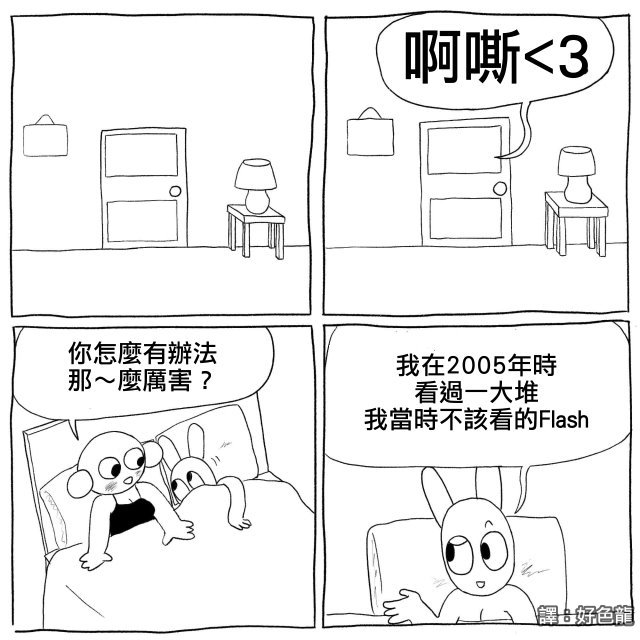 啊嘶<3
你怎麼有辦法
那～麼厲害？
我在2005年時
看過一大堆
我當時不該看的Flash
譯：好色龍